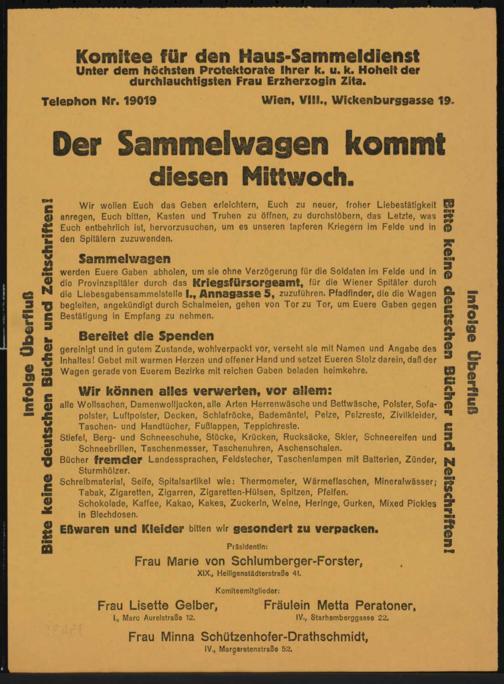 Komitee für den Haus-Sammeldienst
Unter dem höchsten Protektorate Ihrer k. u. k. Hoheit der
durchlauchtigsten Frau Erzherzogin Zita.
Telephon Nr. 19019 Wien, VIII., Wickenburggasse 19.
Der Sammelwagen kommt
diesen Mittwoch.
Infolge Überfluß
Bitte keine deutschen Bücher und Zeitschriften!
Wir wollen Euch das Geben erleichtern, Euch zu neuer, froher Liebestätigkeit
anregen, Euch bitten, Kasten und Truhen zu öffnen, zu durchstöbern, das Letzte, was
Euch entbehrlich ist, hervorzusuchen, um es unseren tapferen Kriegern im Felde und in
den Spitälern zuzuwenden.
Sammelwagen
werden Euere Gaben abholen, um sie ohne Verzögerung für die Soldaten im Felde und in
die Provinzspitäler durch das Kriegsfürsorgeamt, für die Wiener Spitäler durch
die Liebesgabensammelstelle I., Annagasse 5, zuzuführen. Pfadfinder, die die Wagen
begleiten, angekündigt durch Schalmeien, gehen von Tor zu Tor, um Euere Gaben gegen
Bestätigung in Empfang zu nehmen.
Bereitet die Spenden
gereinigt und in gutem Zustande, wohlverpackt vor, verseht sie mit Namen und Angabe des
Inhaltes! Gebet mit warmen Herzen und offener Hand und setzet Eueren Stolz darein, daß der
Wagen gerade von Euerem Bezirke mit reichen Gaben beladen heimkehre.
Wir können alles verwerten, vor allem:
alle Wollsachen, Damenwolljacken, alle Arten Herrenwäsche und Bettwäsche, Polster, Sofa-
polster, Luftpolster, Decken, Schlafröcke, Bademäntel, Pelze, Pelzreste, Zivilkleider,
Taschen- und Handtücher, Fußlappen, Teppichreste.
Stiefel, Berg- und Schneeschuhe, Stöcke, Krücken, Rucksäcke, Skier, Schneereifen und
Schneebrillen, Taschenmesser, Taschenuhren, Aschenschalen.
Bücher fremder Landessprachen, Feldstecher, Taschenlampen mit Batterien, Zünder,
Sturmhölzer.
Schreibmaterial, Seife, Spitalsartikel wie: Thermometer, Wärmeflaschen, Mineralwässer;
Tabak, Zigaretten, Zigarren, Zigaretten-Hülsen, Spitzen, Pfeifen.
Schokolade, Kaffee, Kakao, Kakes, Zuckerln, Weine, Heringe, Gurken, Mixed Pickles
in Blechdosen.
Eßwaren und Kleider bitten wir gesondert zu verpacken.
Infolge Überfluß
Bitte keine deutschen Bücher und Zeitschriften!
Präsidentin:
Frau Marie von Schlumberger-Forster,
XIX., Heiligenstädterstraße 41.
Komiteemitglieder:
Frau Lisette Gelber, Fräulein Metta Peratoner,
I., Marc Aurelstraße 12. IV., Starhemberggasse 22.
Frau Minna Schützenhofer-Drathschmidt,
IV., Margaretenstraße 52.